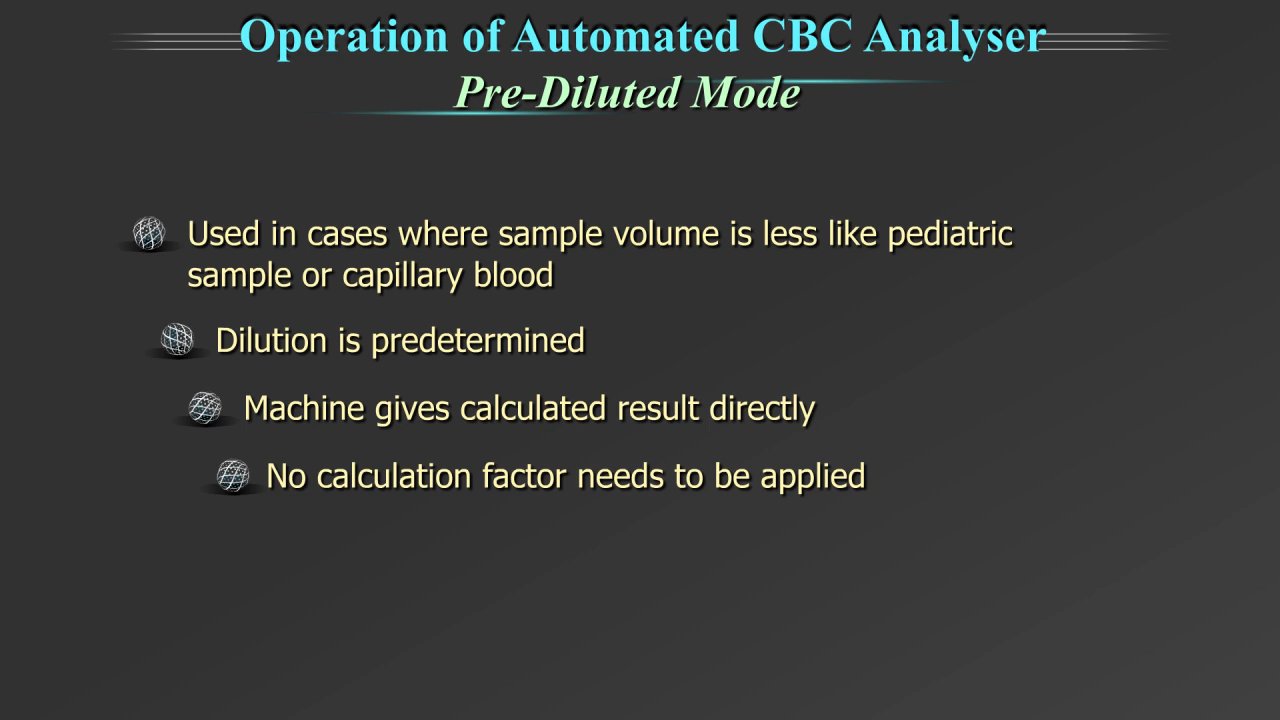 Operation of Automated CBC Analyser
Pre-Diluted Mode
Used in cases where sample volume is less like pediatric
sample or capillary blood
Dilution is predetermined
Machine gives calculated result directly
No calculation factor needs to be applied